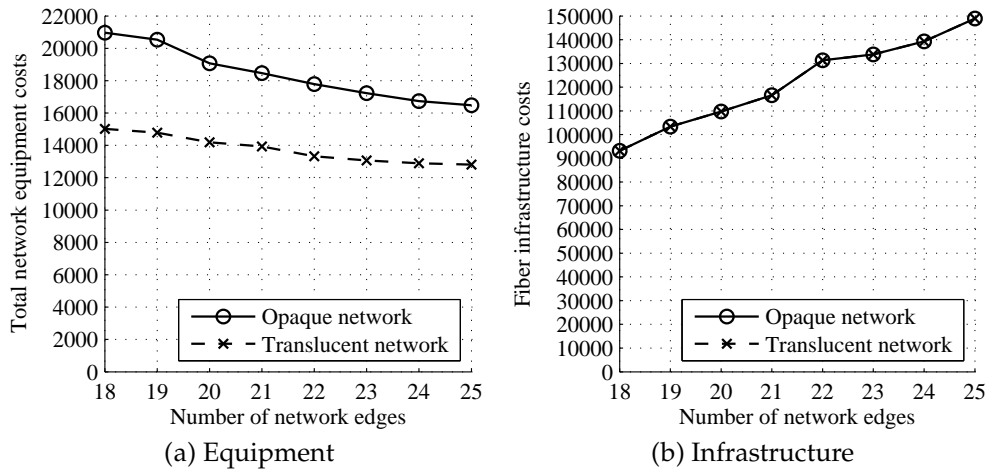 22000
20000
18000
16000
14000
12000
10000
8000
6000
4000
2000
0
Total network equipment costs
Opaque network
Translucent network
18 19 20 21 22 23 24 25
Number of network edges
(a) Equipment
150000
140000
130000
120000
110000
100000
90000
80000
70000
60000
50000
40000
30000
20000
10000
0
Fiber infrastructure costs
Opaque network
Translucent network
18 19 20 21 22 23 24 25
Number of network edges
(b) Infrastructure